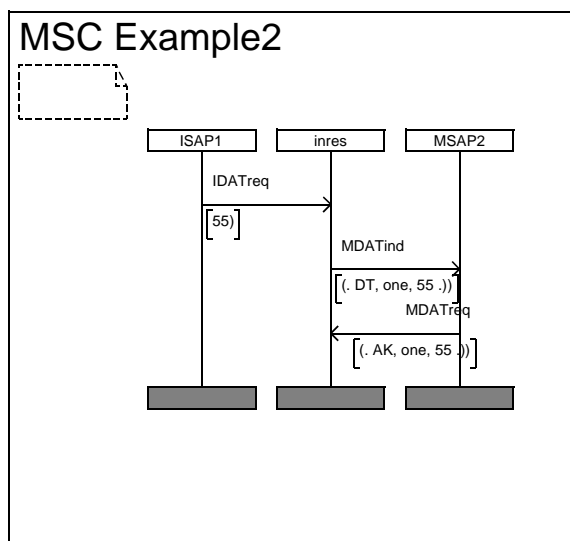 MSC Example2
ISAP1 inres MSAP2
IDATreq
55)
MDATind
(. DT, one, 55 .))
MDATreq
(. AK, one, 55 .))